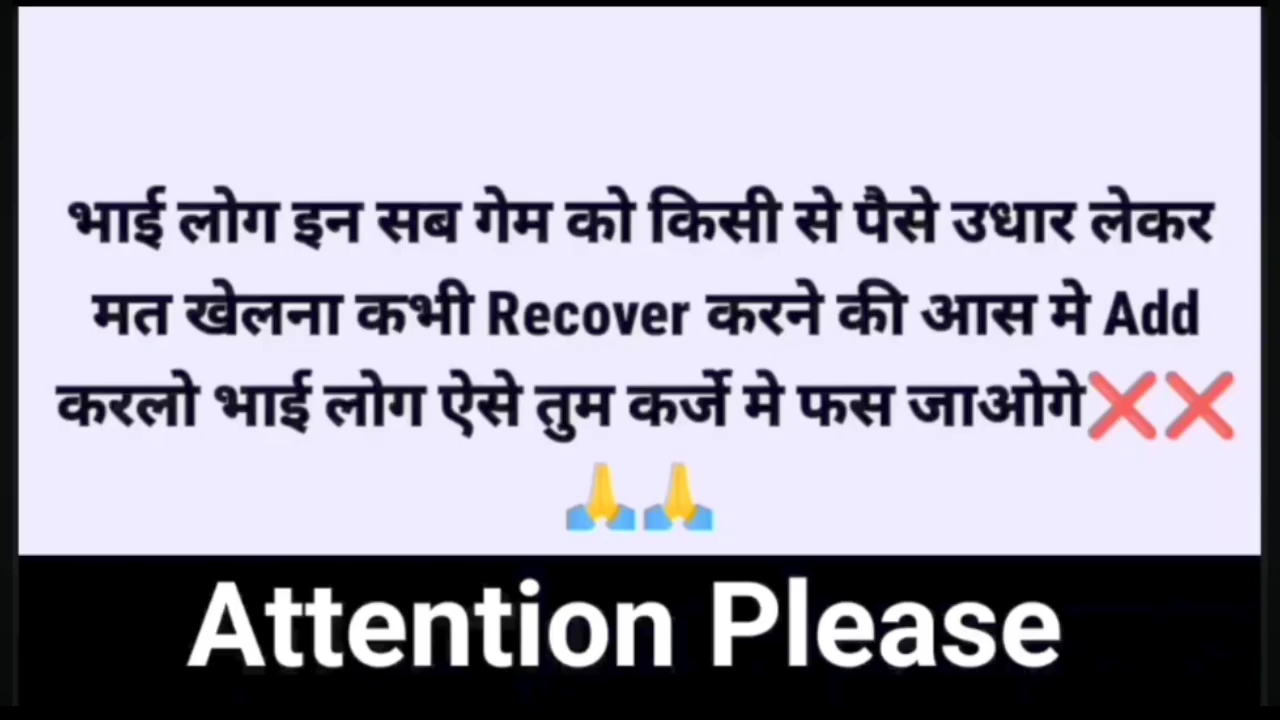 भाई लोग इन सब गेम को किसी से पैसे उधार लेकर
मत खेलना कभी Recover करने की आस मे Add
करलो भाई लोग ऐसे तुम कर्जे मे फस जाओगे❌❌
🙏🙏
Attention Please